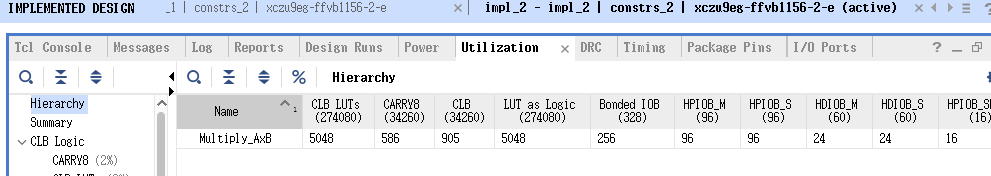 IMPLEMENTED DESIGN _1 | constrs_2 | xczu9eg-ffvb1156-2-e impl_2 - impl_2 | constrs_2 | xczu9eg-ffvb1156-2-e (active)
Tcl Console Messages Log Reports Design Runs Power Utilization DRC Timing Package Pins I/O Ports
Hierarchy
Hierarchy
Summary
CLB Logic
CARRY8 (2%)
Name 1 CLB LUTs (274080) CARRY8 (34260) CLB (34260) LUT as Logic (274080) Bonded IOB (328) HPIOB_M (96) HPIOB_S (96) HDIOB_M (60) HDIOB_S (60) (16)
Multiply_AxB 5048 586 905 5048 256 96 96 24 24 16